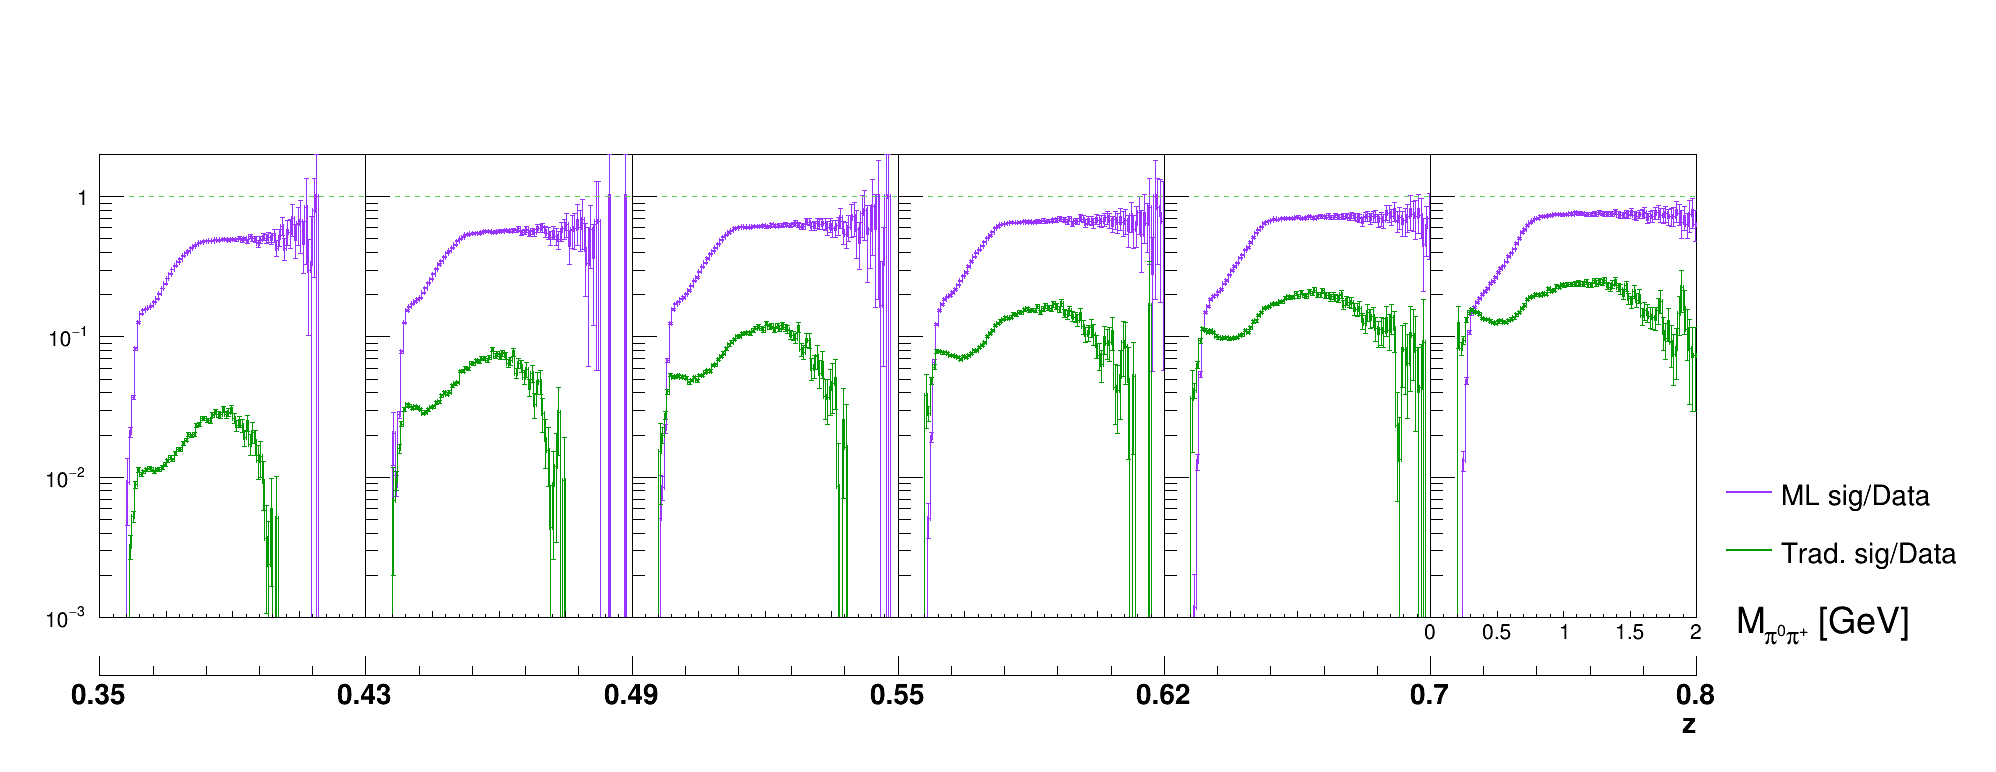 1
10⁻¹
10⁻²
10⁻³
ML sig/Data
Trad. sig/Data
0 0.5 1 1.5 2
M_π⁰π⁺ [GeV]
0.35 0.43 0.49 0.55 0.62 0.7 0.8
z